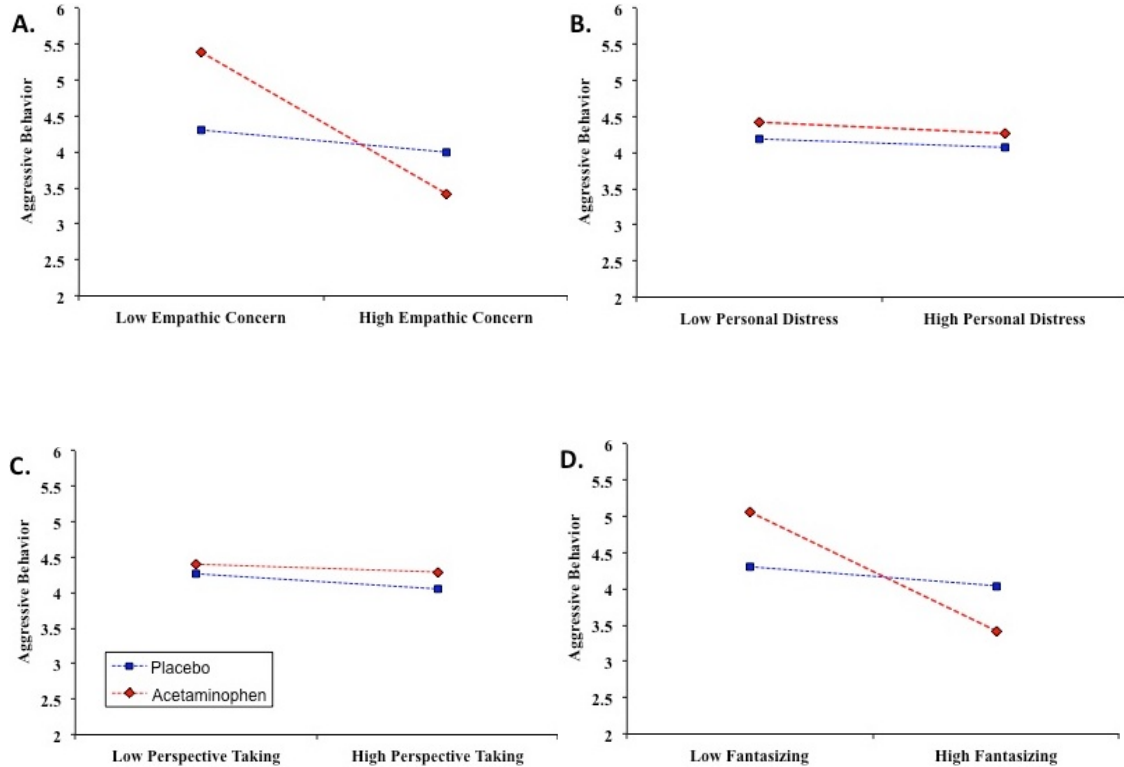 A.
Aggressive Behavior
6
5.5
5
4.5
4
3.5
3
2.5
2
Low Empathic Concern
High Empathic Concern
B.
Aggressive Behavior
6
5.5
5
4.5
4
3.5
3
2.5
2
Low Personal Distress
High Personal Distress
C.
Aggressive Behavior
6
5.5
5
4.5
4
3.5
3
2.5
2
Placebo
Acetaminophen
Low Perspective Taking
High Perspective Taking
D.
Aggressive Behavior
6
5.5
5
4.5
4
3.5
3
2.5
2
Low Fantasizing
High Fantasizing